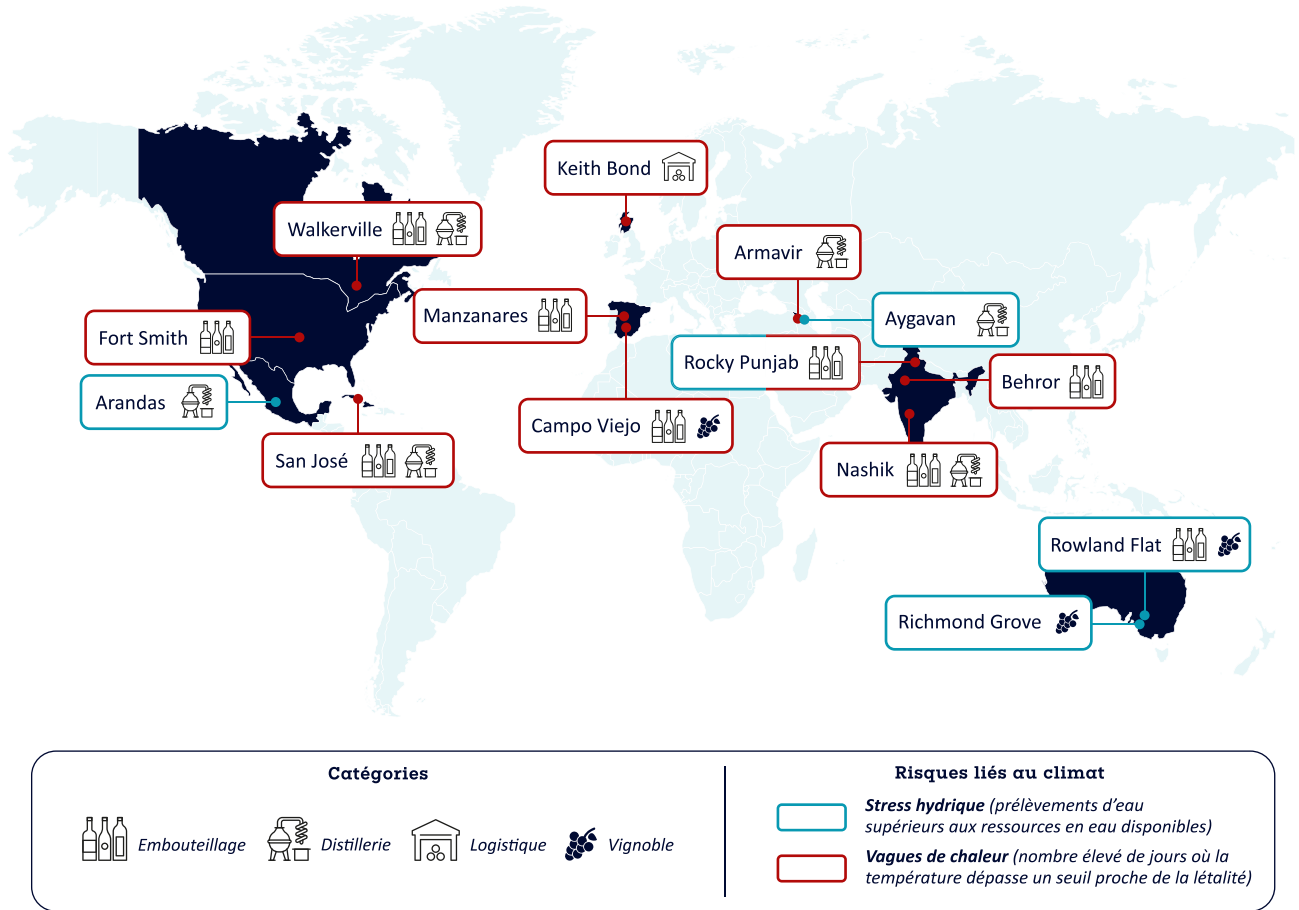 Keith Bond
Walkerville
Armavir
Manzanares
Aygavan
Fort Smith
Rocky Punjab
Behror
Arandas
Campo Viejo
San José
Nashik
Rowland Flat
Richmond Grove
Catégories
Embouteillage
Distillerie
Logistique
Vignoble
Risques liés au climat
Stress hydrique (prélèvements d’eau
supérieurs aux ressources en eau disponibles)
Vagues de chaleur (nombre élevé de jours où la
température dépasse un seuil proche de la létalité)